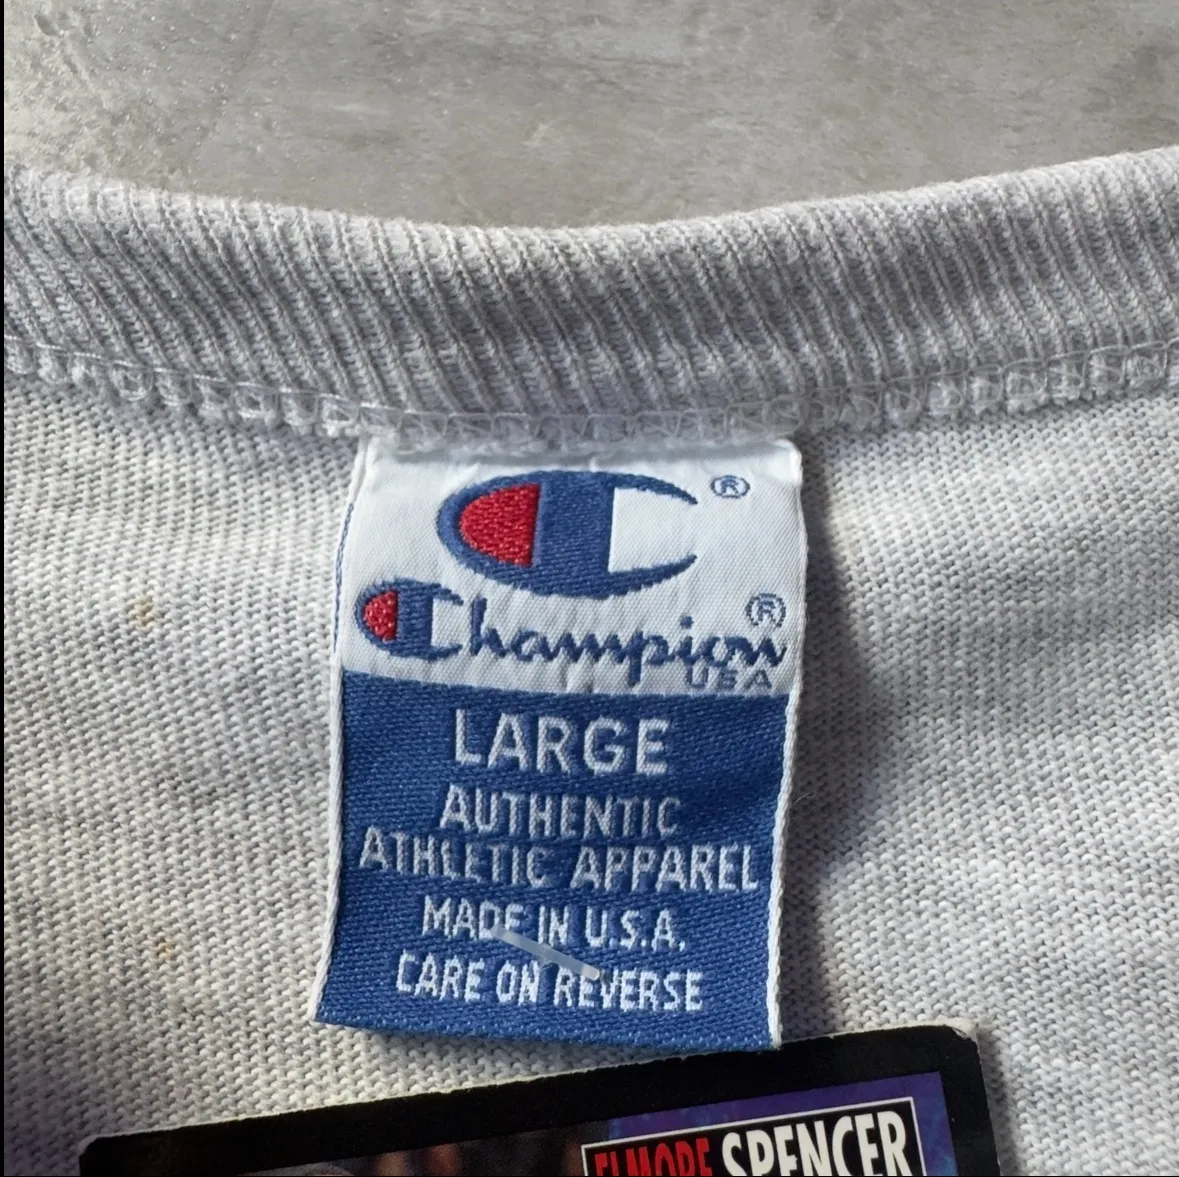 ®
Champion®
USA
LARGE
AUTHENTIC
ATHLETIC APPAREL
MADE IN U.S.A.
CARE ON REVERSE
ELMORE SPENCER